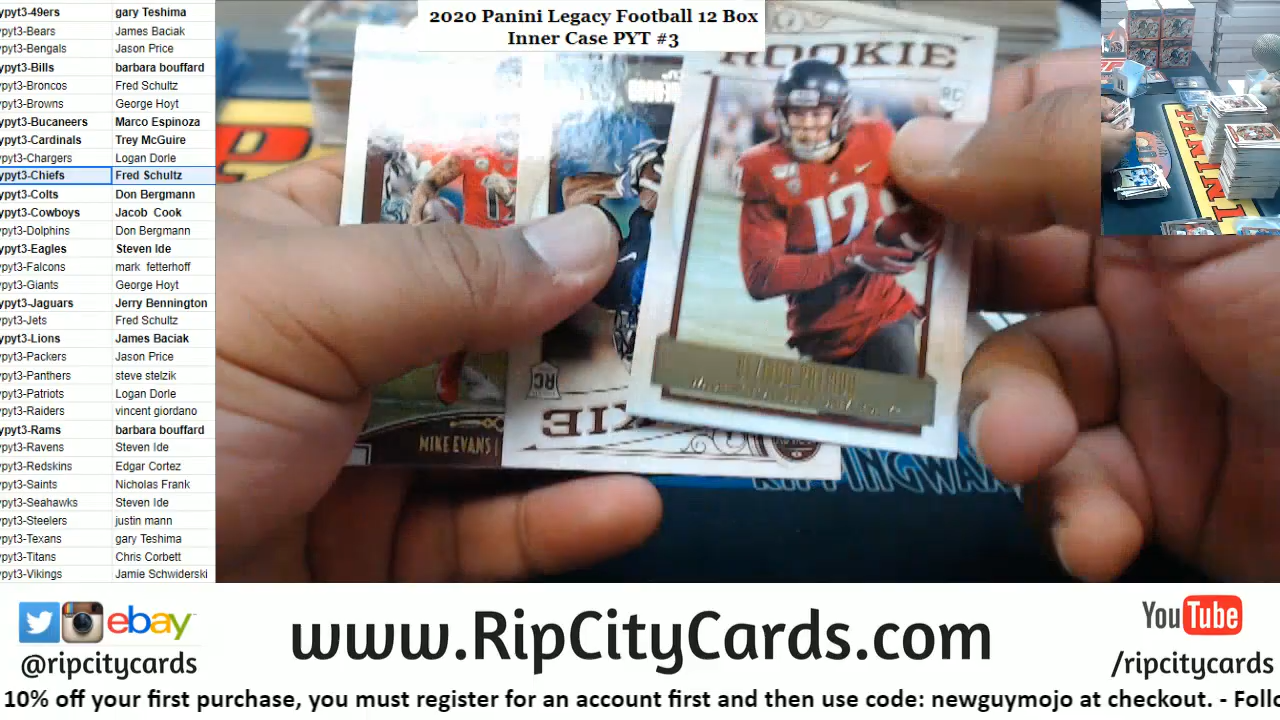 2020 Panini Legacy Football 12 Box
Inner Case PYT #3
ypyt3-49ers gary Teshima
ypyt3-Bears James Baciak
ypyt3-Bengals Jason Price
ypyt3-Bills barbara bouffard
ypyt3-Broncos Fred Schultz
ypyt3-Browns George Hoyt
ypyt3-Bucaneers Marco Espinoza
ypyt3-Cardinals Trey McGuire
ypyt3-Chargers Logan Dorle
ypyt3-Chiefs Fred Schultz
ypyt3-Colts Don Bergmann
ypyt3-Cowboys Jacob Cook
ypyt3-Dolphins Don Bergmann
ypyt3-Eagles Steven Ide
ypyt3-Falcons mark fetterhoff
ypyt3-Giants George Hoyt
ypyt3-Jaguars Jerry Bennington
ypyt3-Jets Fred Schultz
ypyt3-Lions James Baciak
ypyt3-Packers Jason Price
ypyt3-Panthers steve stelzik
ypyt3-Patriots Logan Dorle
ypyt3-Raiders vincent giordano
ypyt3-Rams barbara bouffard
ypyt3-Ravens Steven Ide
ypyt3-Redskins Edgar Cortez
ypyt3-Saints Nicholas Frank
ypyt3-Seahawks Steven Ide
ypyt3-Steelers justin mann
ypyt3-Texans gary Teshima
ypyt3-Titans Chris Corbett
ypyt3-Vikings Jamie Schwiderski
ROOKIE
RC
17
RC
MIKE EVANS
RIPPINGWAX
ebay
@ripcitycards
www.RipCityCards.com
YouTube
/ripcitycards
10% off your first purchase, you must register for an account first and then use code: newguymojo at checkout. - Follo